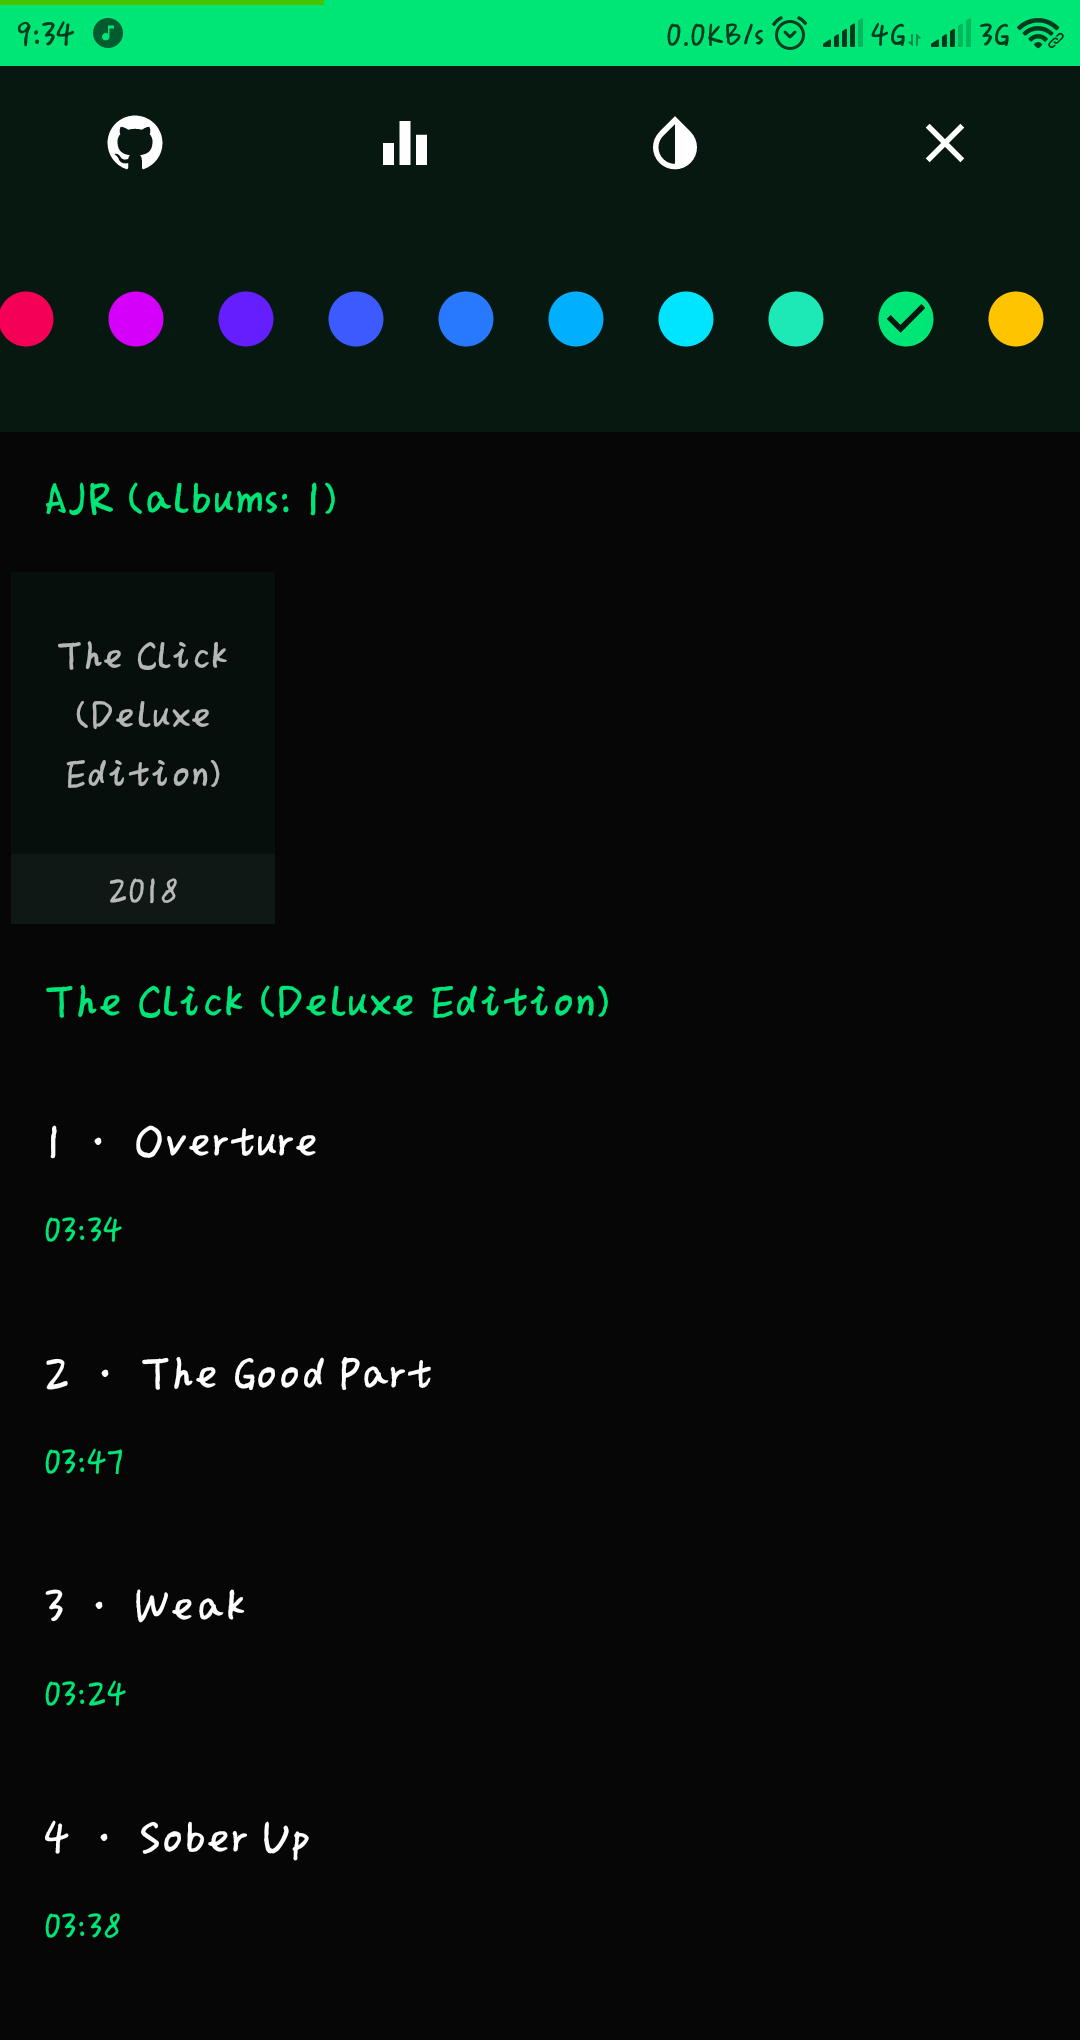 9:34 0.0KB/s 4G 3G
AJR (albums: 1)
The Click
(Deluxe
Edition)
2018
The Click (Deluxe Edition)
1 · Overture
03:34
2 · The Good Part
03:47
3 · Weak
03:24
4 · Sober Up
03:38